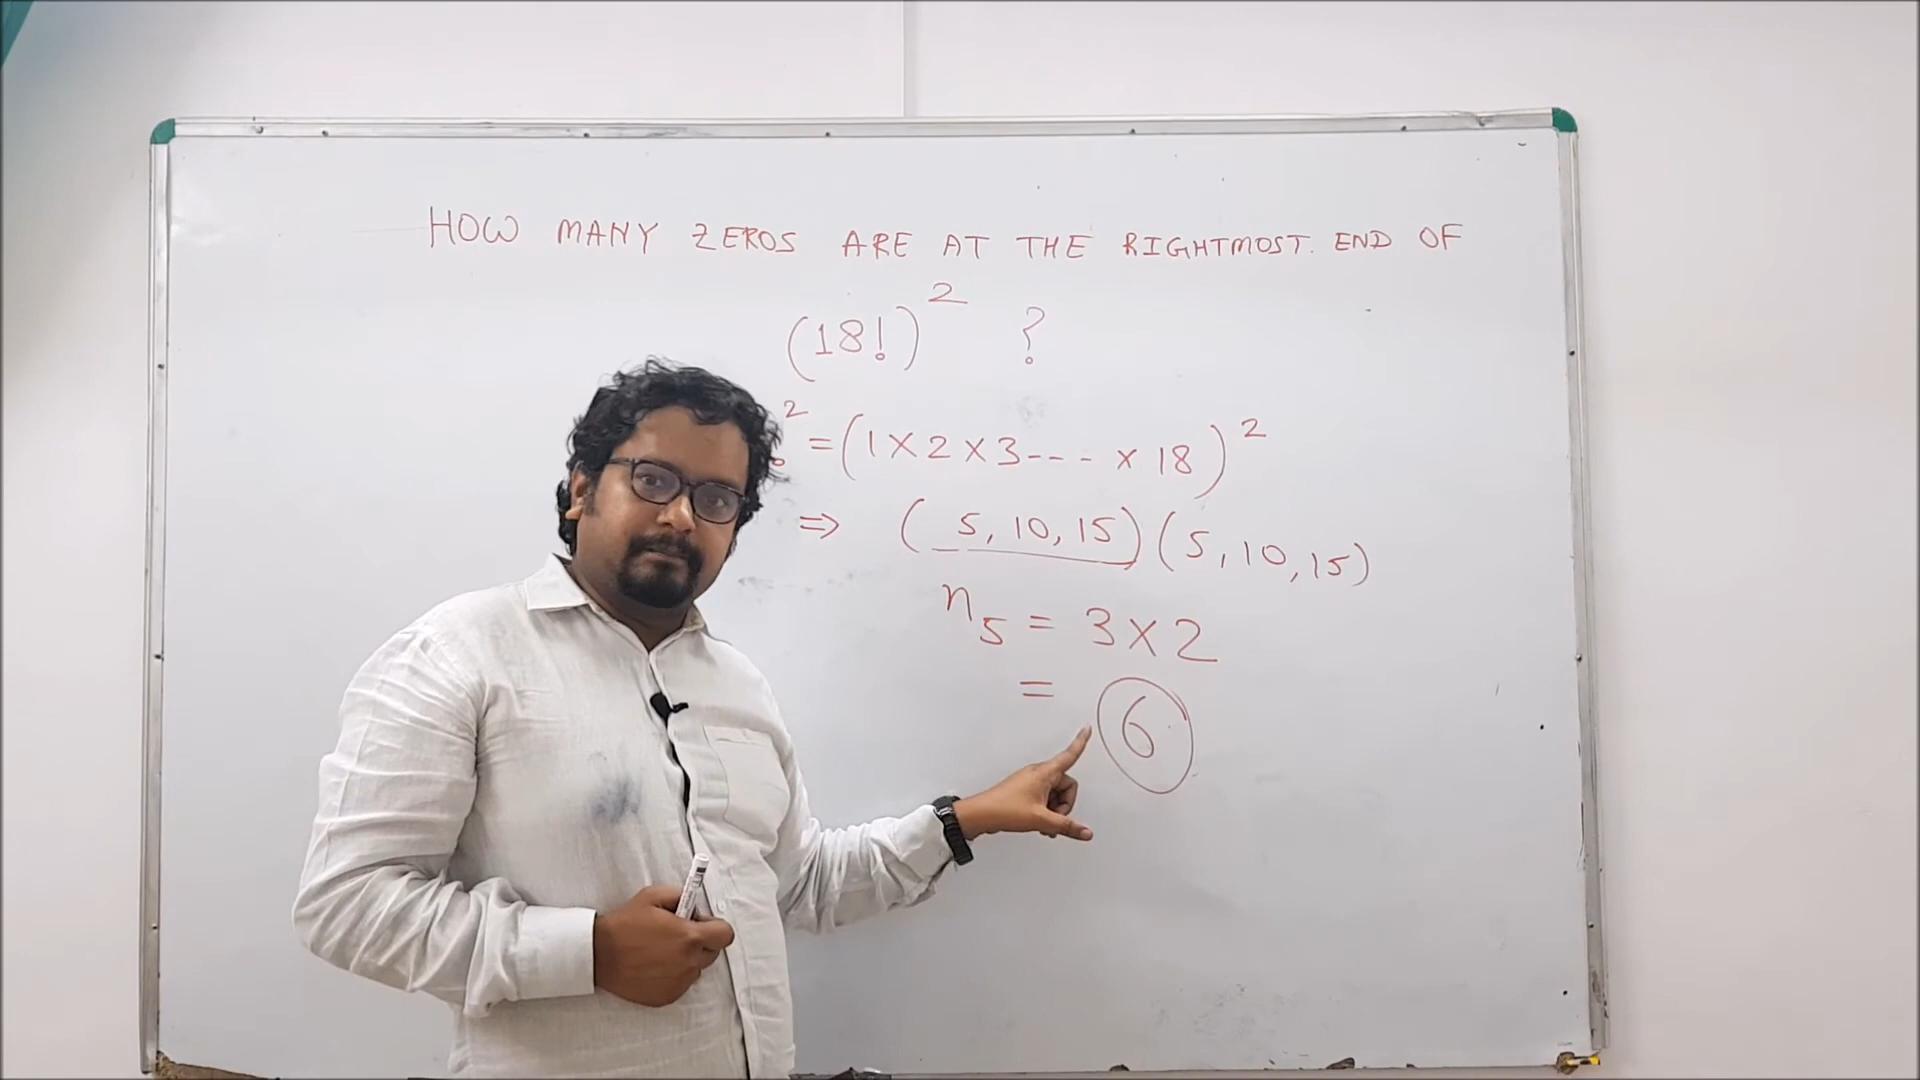 HOW MANY ZEROS ARE AT THE RIGHTMOST. END OF
(18!)² ?
² = (1 × 2 × 3 --- × 18)²
⇒ (5, 10, 15) (5, 10, 15)
n₅ = 3 × 2
= 6